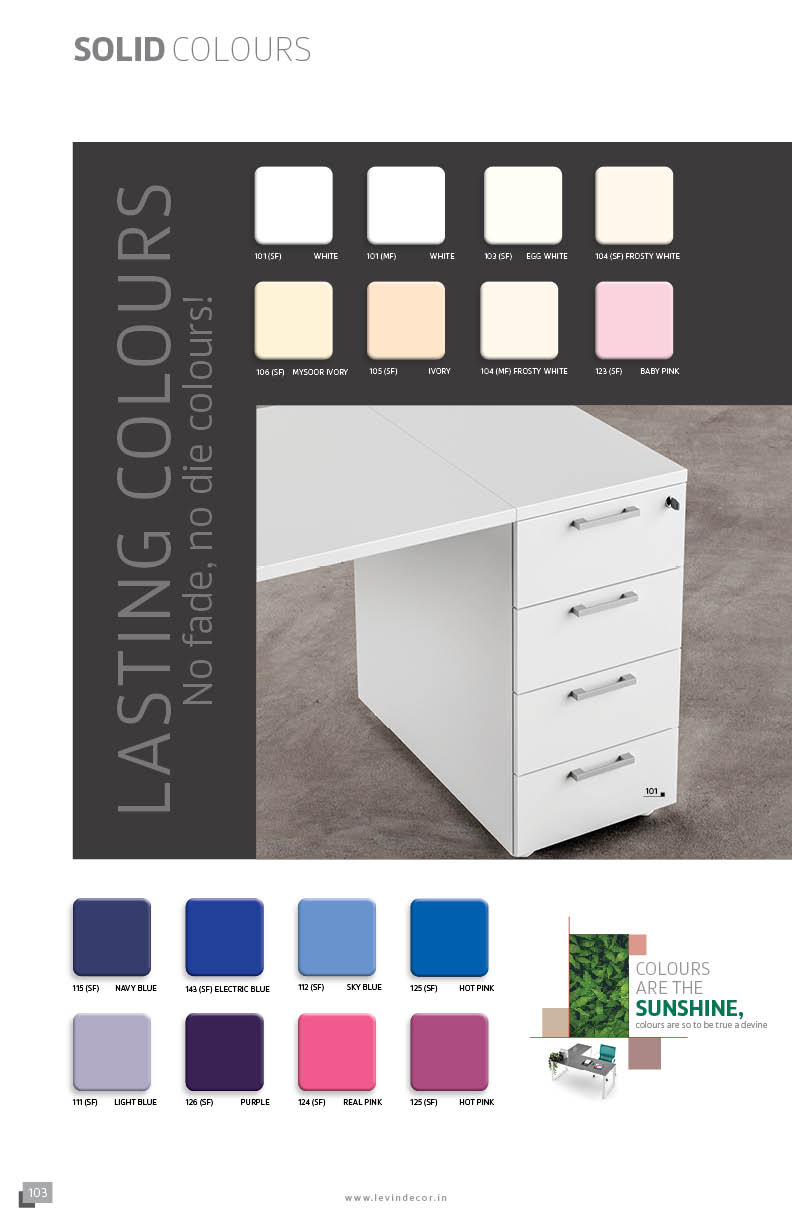 SOLID COLOURS
LASTING COLOURS
No fade, no die colours!
101 (SF) WHITE
101 (MF) WHITE
103 (SF) EGG WHITE
104 (SF) FROSTY WHITE
106 (SF) MYSOOR IVORY
105 (SF) IVORY
104 (MF) FROSTY WHITE
123 (SF) BABY PINK
101
115 (SF) NAVY BLUE
143 (SF) ELECTRIC BLUE
112 (SF) SKY BLUE
125 (SF) HOT PINK
111 (SF) LIGHT BLUE
126 (SF) PURPLE
124 (SF) REAL PINK
125 (SF) HOT PINK
COLOURS
ARE THE
SUNSHINE,
colours are so to be true a devine
103
www.levindecor.in